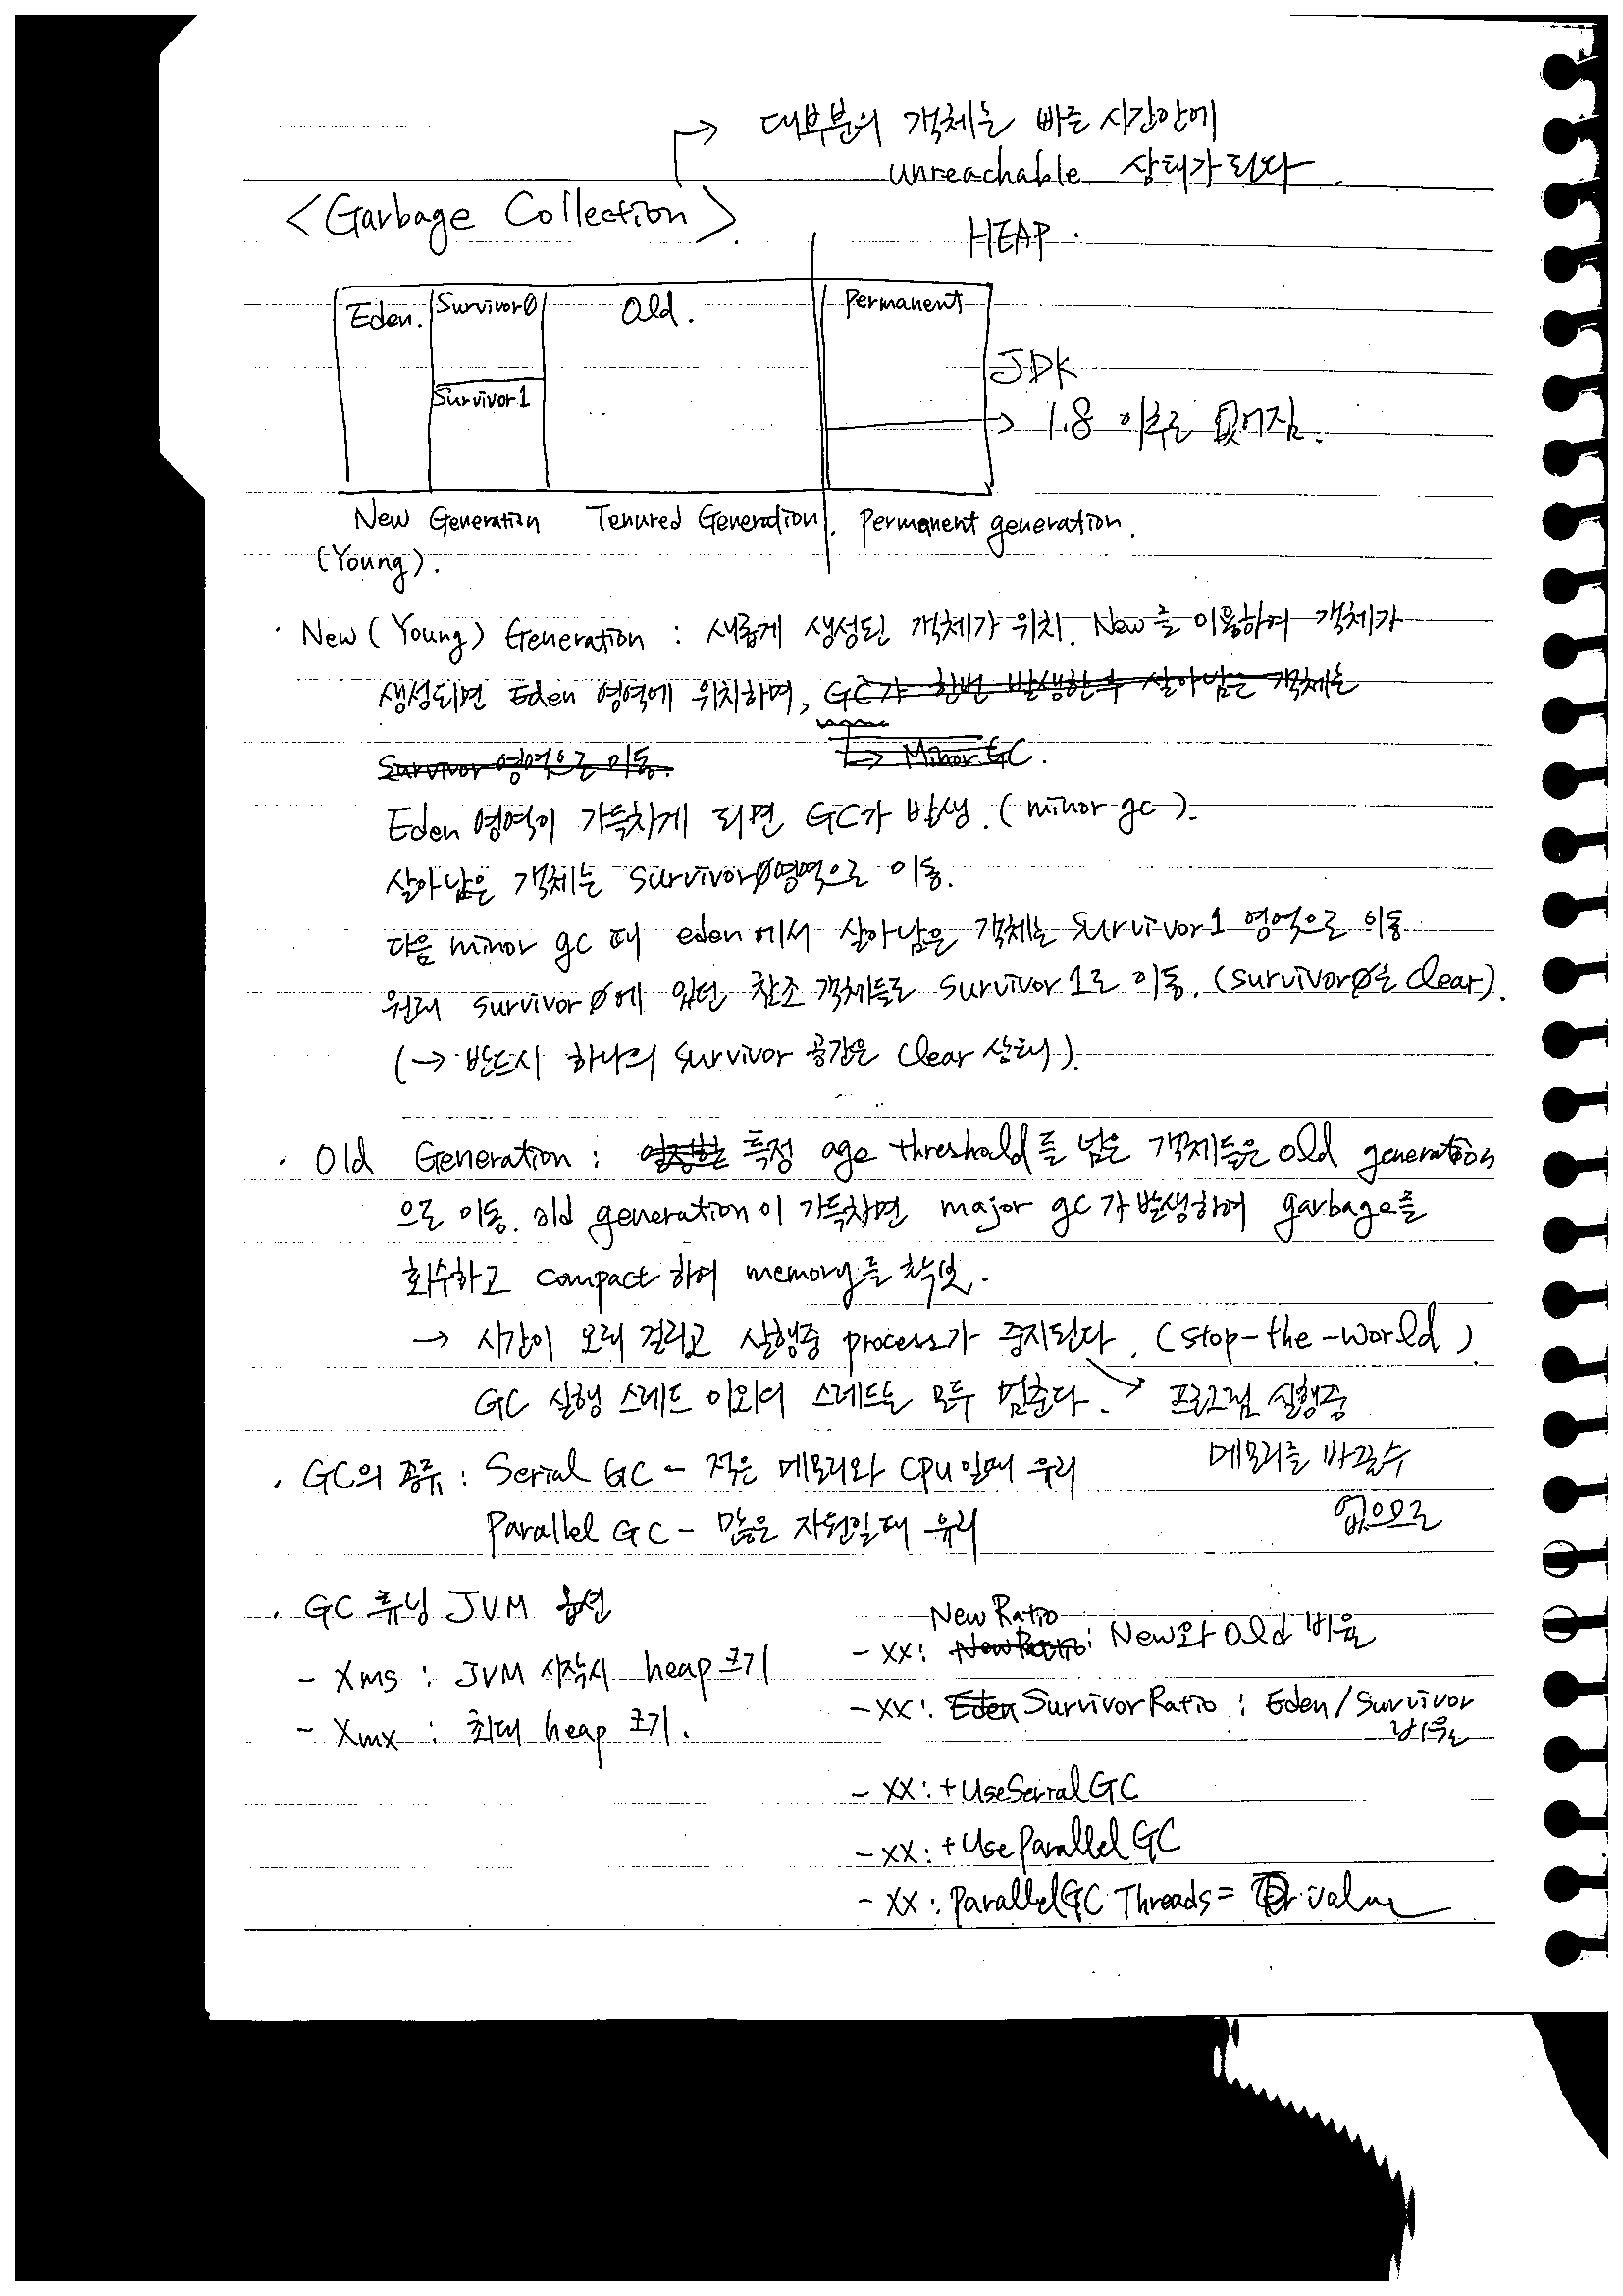 → 대부분의 객체는 빠른 시간안에
unreachable 상태가 된다.
<Garbage Collection>
HEAP
Eden. Survivor0 Old. Permanent
Survivor1
JDK
→ 1.8 이후로 없어짐.
New Generation Tenured Generation. Permanent generation.
(Young).
· New (Young) Generation : 새롭게 생성된 객체가 위치. New를 이용하여 객체가
생성되면 Eden 영역에 위치하며, GC가 한번 발생한 후 살아남은 객체는
Survivor 영역으로 이동. → Minor GC.
Eden 영역이 가득차게 되면 GC가 발생. (minor gc).
살아남은 객체는 survivor0영역으로 이동.
다음 minor gc 때 eden에서 살아남은 객체는 survivor1 영역으로 이동
원래 survivor0에 있던 참조 객체들로 survivor1로 이동. (survivor0는 clear).
(→ 반드시 하나의 survivor 공간은 clear 상태).
· Old Generation : 일정한 특정 age threshold를 넘은 객체들은 old generation
으로 이동. old generation이 가득차면 major gc가 발생하여 garbage를
회수하고 compact하여 memory를 확보.
→ 시간이 오래 걸리고 실행중 process가 중지된다. (stop-the-world)
GC 실행 스레드 이외의 스레드는 모두 멈춘다. → 프로그램 실행중
메모리를 바꿀수
없으므로
· GC의 종류 : Serial GC - 적은 메모리와 CPU일때 유리
Parallel GC - 많은 자원일때 유리
· GC 튜닝 JVM 옵션
- Xms : JVM 시작시 heap 크기
- Xmx : 최대 heap 크기.
New Ratio
- XX: NewRatio : New와 Old 비율
- XX: Eden SurvivorRatio : Eden/Survivor
비율
- XX: +UseSerialGC
- XX: +UseParallelGC
- XX: ParallelGC Threads = value